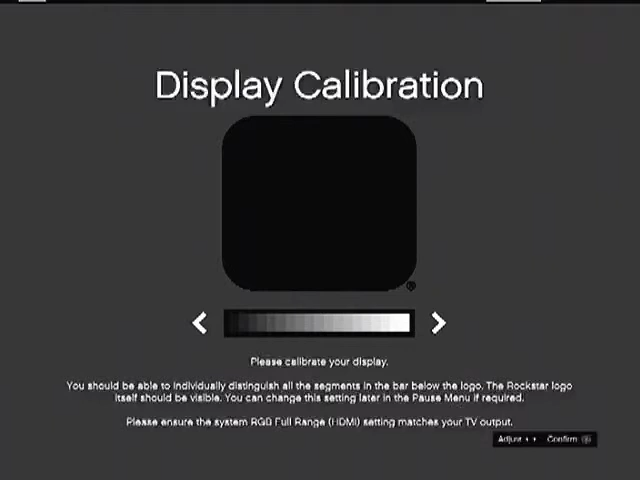 Display Calibration
®
Please calibrate your display.
You should be able to individually distinguish all the segments in the bar below the logo. The Rockstar logo
itself should be visible. You can change this setting later in the Pause Menu if required.
Please ensure the system RGB Full Range (HDMI) setting matches your TV output.
Adjust Confirm